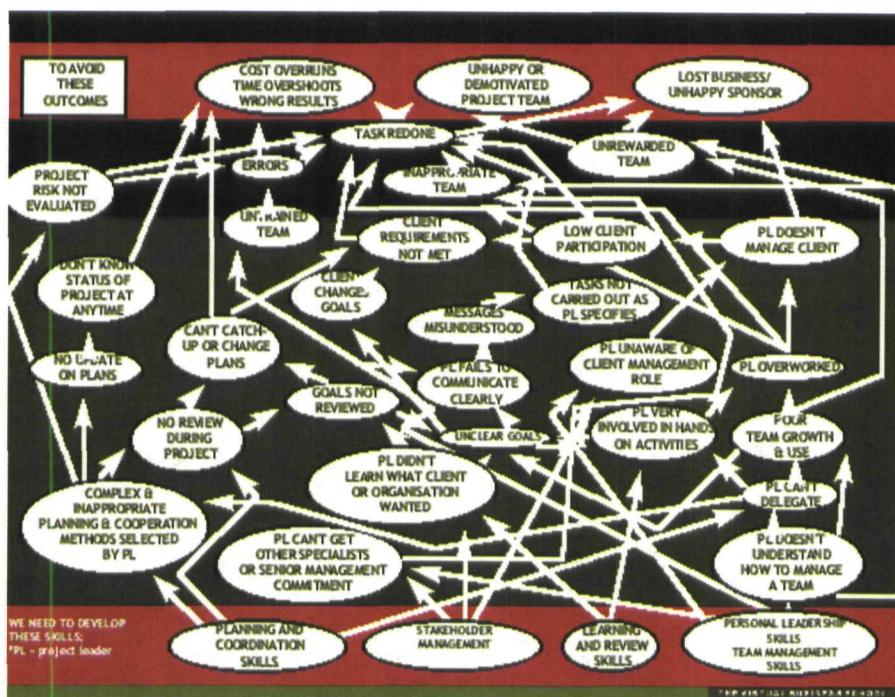 TO AVOID
THESE
OUTCOMES
COST OVERRUNS
TIME OVERSHOOTS
WRONG RESULTS
UNHAPPY OR
DEMOTIVATED
PROJECT TEAM
LOST BUSINESS/
UNHAPPY SPONSOR
TASK REDONE
ERRORS
UNREWARDED
TEAM
PROJECT
RISK NOT
EVALUATED
INAPPROPRIATE
TEAM
UNTRAINED
TEAM
CLIENT
REQUIREMENTS
NOT MET
LOW CLIENT
PARTICIPATION
PL DOESN'T
MANAGE CLIENT
DON'T KNOW
STATUS OF
PROJECT AT
ANYTIME
CLIENT
CHANGES
GOALS
TASKS NOT
CARRIED OUT AS
PL SPECIFIES
MESSAGES
MISUNDERSTOOD
CAN'T CATCH-
UP OR CHANGE
PLANS
PL UNAWARE OF
CLIENT MANAGEMENT
ROLE
NO UPDATE
ON PLANS
PL FAILS TO
COMMUNICATE
CLEARLY
PL OVERWORKED
GOALS NOT
REVIEWED
NO REVIEW
DURING
PROJECT
UNCLEAR GOALS
PL VERY
INVOLVED IN HANDS
ON ACTIVITIES
POOR
TEAM GROWTH
& USE
PL DIDN'T
LEARN WHAT CLIENT
OR ORGANISATION
WANTED
PL CAN'T
DELEGATE
COMPLEX &
INAPPROPRIATE
PLANNING & COOPERATION
METHODS SELECTED
BY PL
PL CAN'T GET
OTHER SPECIALISTS
OR SENIOR MANAGEMENT
COMMITMENT
PL DOESN'T
UNDERSTAND
HOW TO MANAGE
A TEAM
WE NEED TO DEVELOP
THESE SKILLS;
*PL - project leader
PLANNING AND
COORDINATION
SKILLS
STAKEHOLDER
MANAGEMENT
LEARNING
AND REVIEW
SKILLS
PERSONAL LEADERSHIP
SKILLS
TEAM MANAGEMENT
SKILLS